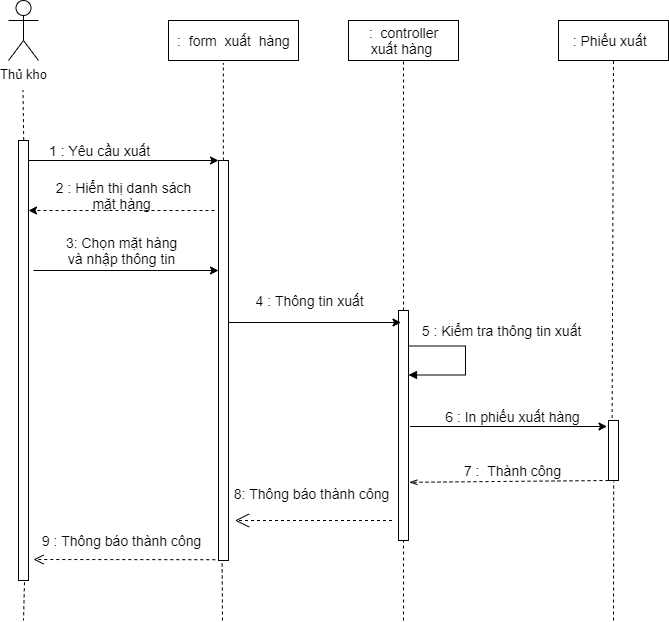 Thủ kho
: form xuất hàng
: controller
xuất hàng
: Phiếu xuất
1 : Yêu cầu xuất
2 : Hiển thị danh sách
mặt hàng
3: Chọn mặt hàng
và nhập thông tin
4 : Thông tin xuất
5 : Kiểm tra thông tin xuất
6 : In phiếu xuất hàng
7 : Thành công
8: Thông báo thành công
9 : Thông báo thành công